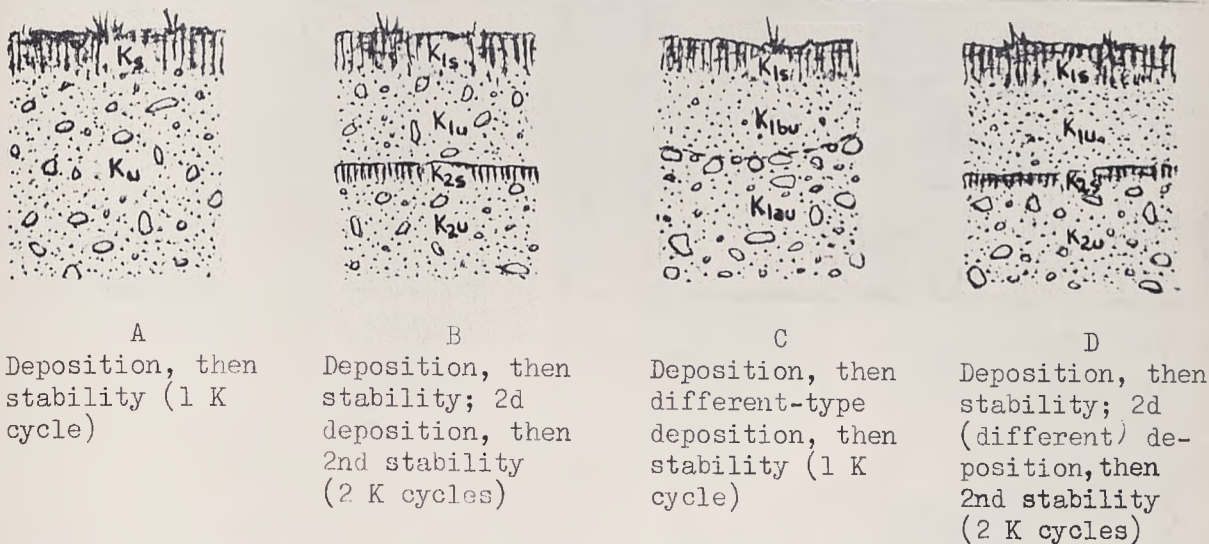 Ks
Ku
A
Deposition, then
stability (1 K
cycle)
K1s
K1u
K2s
K2u
B
Deposition, then
stability; 2d
deposition, then
2nd stability
(2 K cycles)
K1s
K1bu
K1au
C
Deposition, then
different-type
deposition, then
stability (1 K
cycle)
K1s
K1u
K2s
K2u
D
Deposition, then
stability; 2d
(different) de-
position, then
2nd stability
(2 K cycles)